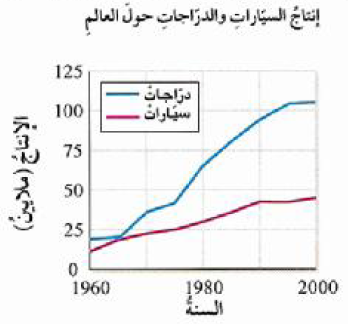 إنتاجُ السيّاراتِ والدرّاجاتِ حولَ العالمِ
125
100
75
50
25
0
الإنتاجُ (ملايينُ)
درّاجاتٌ
سيّاراتٌ
1960
1980
2000
السنةُ